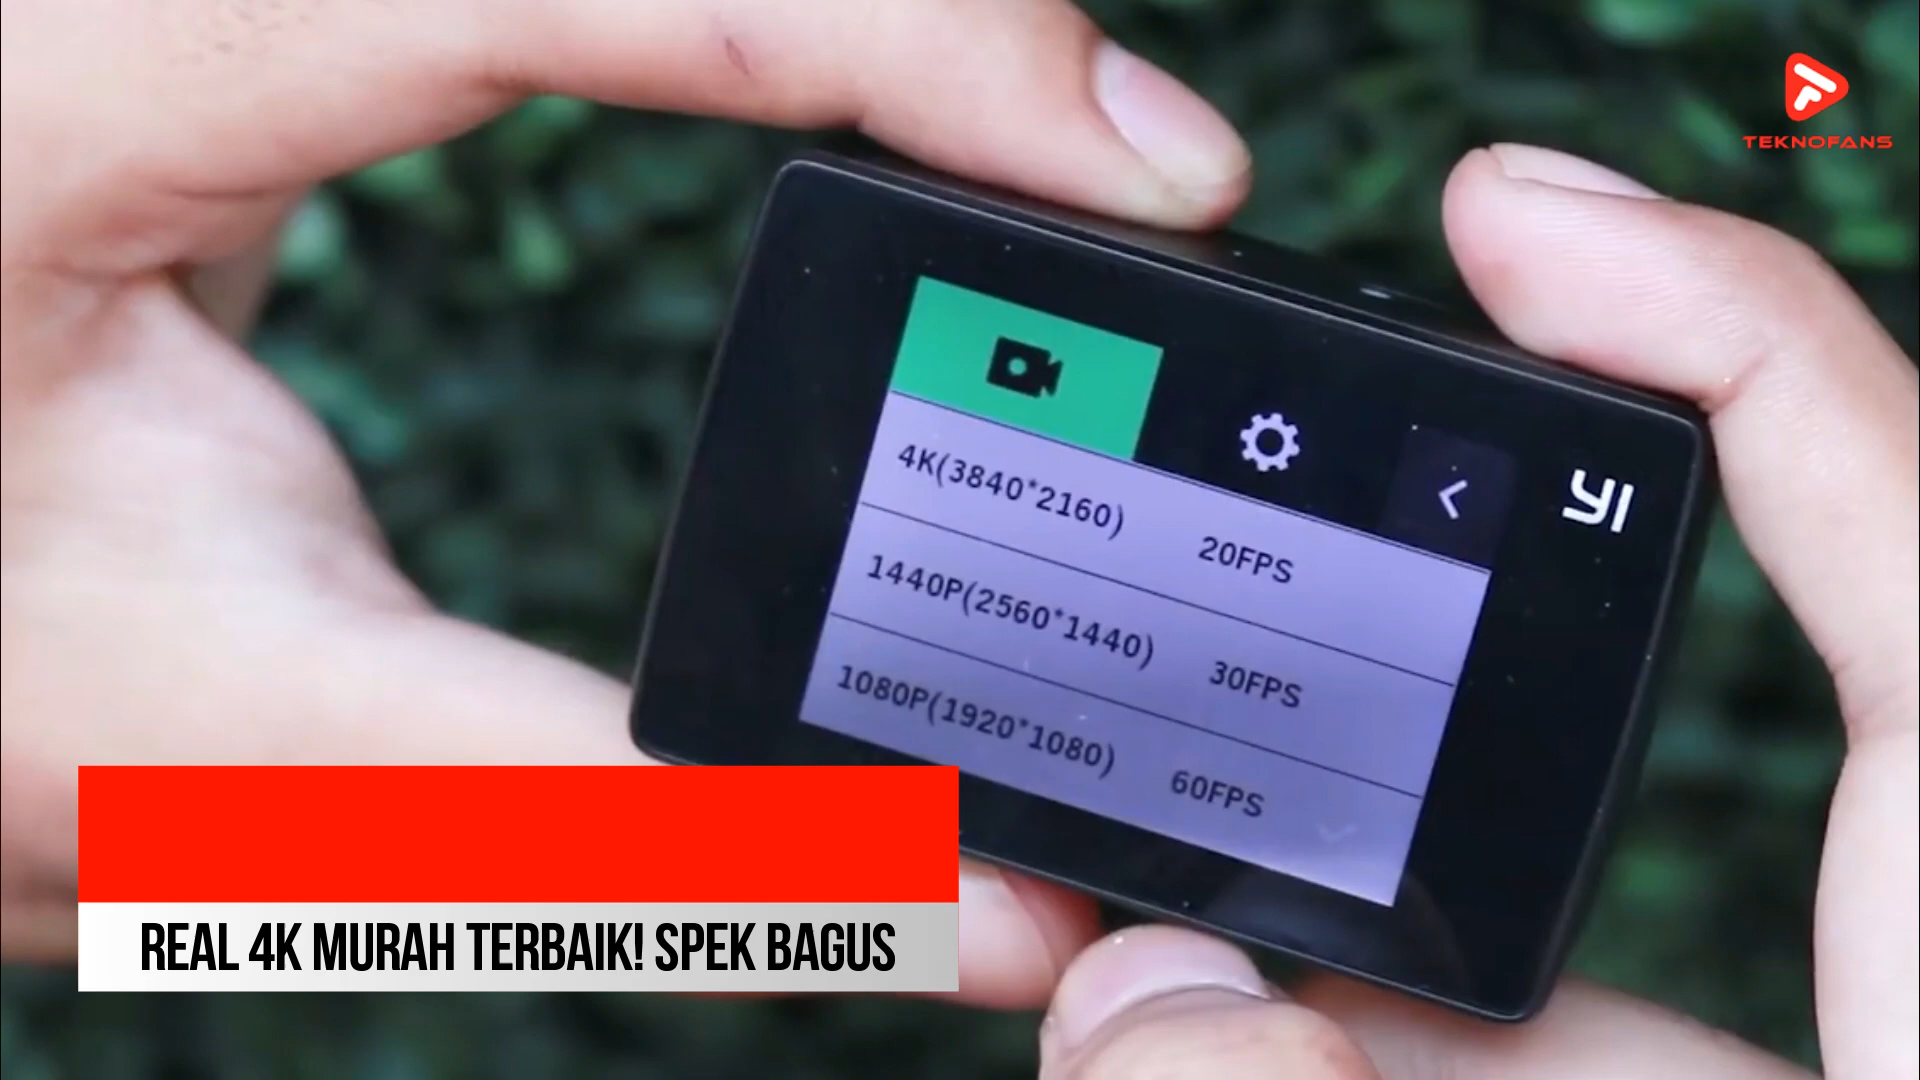 TEKNOFANS
YI
4K(3840*2160) 20FPS
1440P(2560*1440) 30FPS
1080P(1920*1080) 60FPS
REAL 4K MURAH TERBAIK! SPEK BAGUS